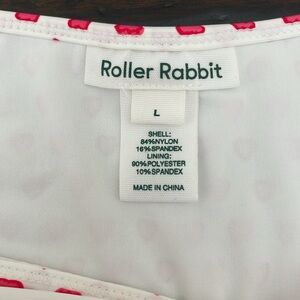 Roller Rabbit
L
SHELL:
84%NYLON
16%SPANDEX
LINING:
90%POLYESTER
10%SPANDEX
MADE IN CHINA